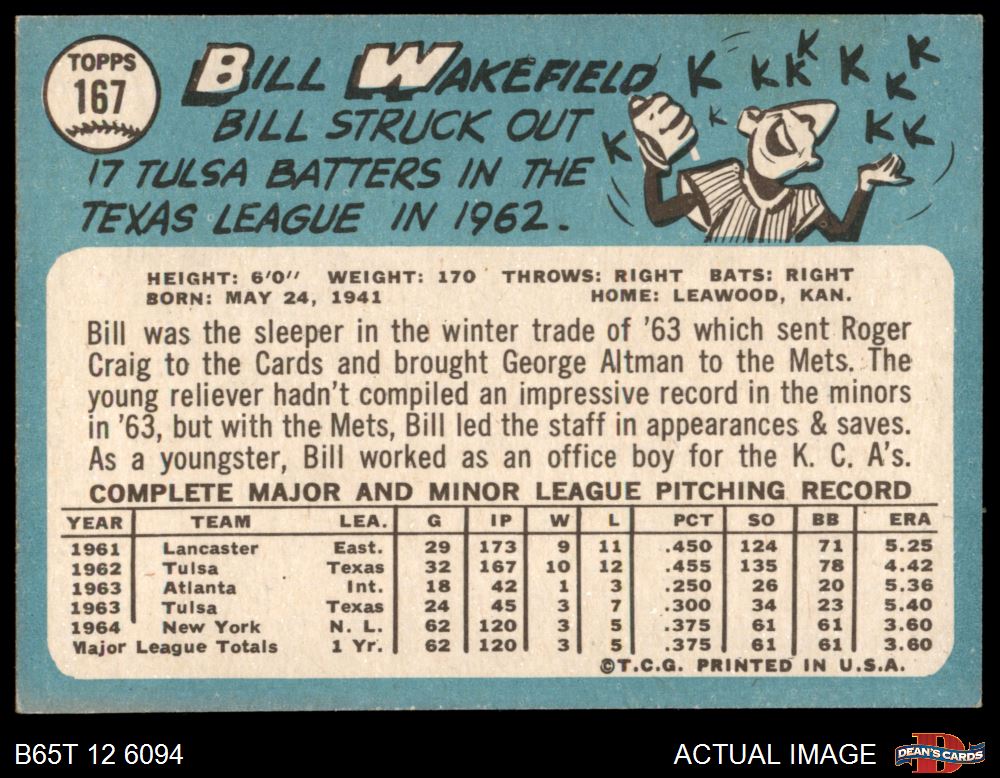 TOPPS
167
BILL WAKEFIELD
BILL STRUCK OUT
17 TULSA BATTERS IN THE
TEXAS LEAGUE IN 1962.
K K K K K K K K K K K
HEIGHT: 6'0" WEIGHT: 170 THROWS: RIGHT BATS: RIGHT
BORN: MAY 24, 1941 HOME: LEAWOOD, KAN.
Bill was the sleeper in the winter trade of '63 which sent Roger
Craig to the Cards and brought George Altman to the Mets. The
young reliever hadn't compiled an impressive record in the minors
in '63, but with the Mets, Bill led the staff in appearances & saves.
As a youngster, Bill worked as an office boy for the K. C. A's.
COMPLETE MAJOR AND MINOR LEAGUE PITCHING RECORD
YEAR TEAM LEA. G IP W L PCT SO BB ERA
1961 Lancaster East. 29 173 9 11 .450 124 71 5.25
1962 Tulsa Texas 32 167 10 12 .455 135 78 4.42
1963 Atlanta Int. 18 42 1 3 .250 26 20 5.36
1963 Tulsa Texas 24 45 3 7 .300 34 23 5.40
1964 New York N. L. 62 120 3 5 .375 61 61 3.60
Major League Totals 1 Yr. 62 120 3 5 .375 61 61 3.60
©T.C.G. PRINTED IN U.S.A.
B65T 12 6094 ACTUAL IMAGE DEAN'S CARDS